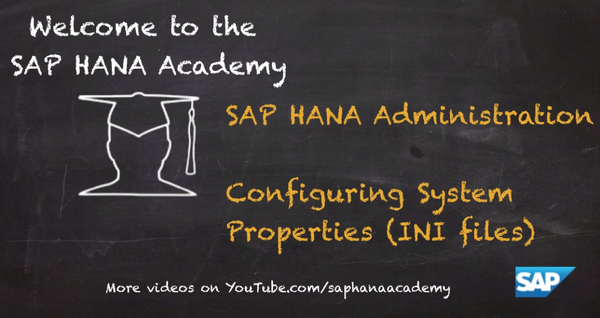 Welcome to the
SAP HANA Academy
SAP HANA Administration
Configuring System
Properties (INI files)
More videos on YouTube.com/saphanaacademy
SAP